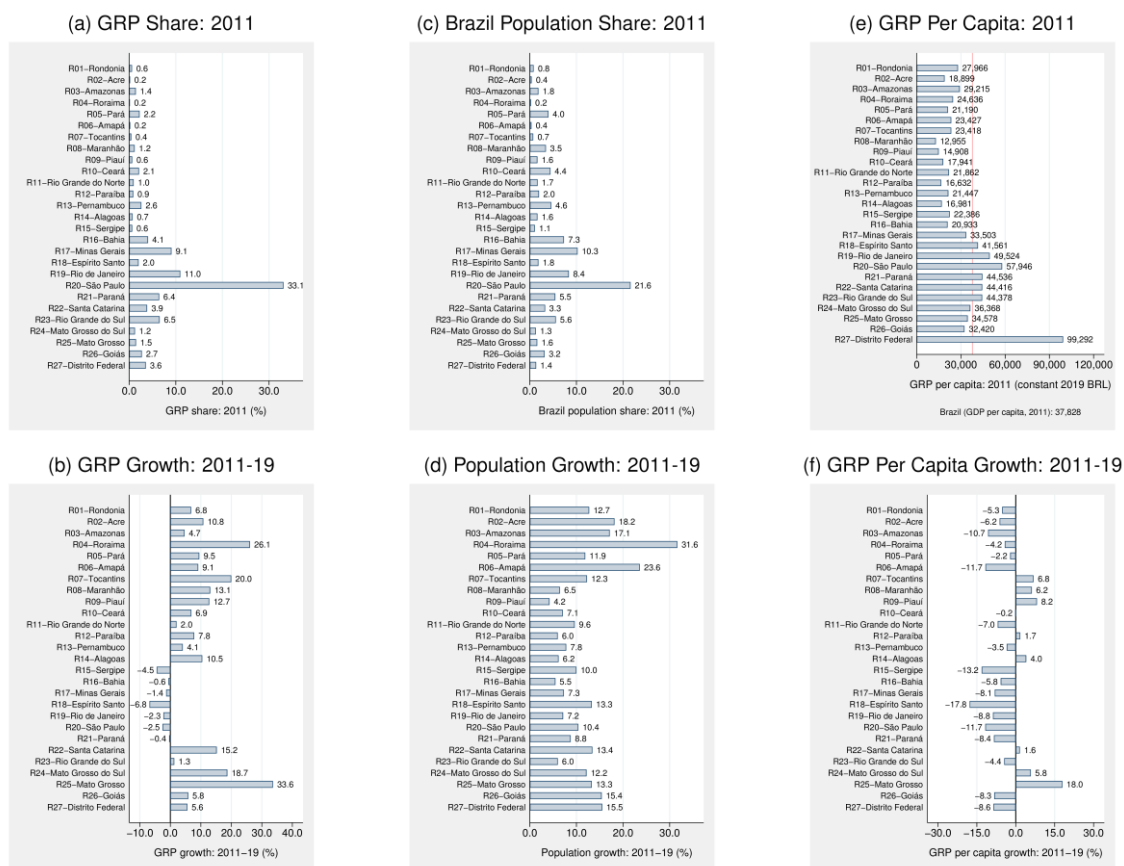 (a) GRP Share: 2011
R01−Rondonia 0.6
R02−Acre 0.2
R03−Amazonas 1.4
R04−Roraima 0.2
R05−Pará 2.2
R06−Amapá 0.2
R07−Tocantins 0.4
R08−Maranhão 1.2
R09−Piauí 0.6
R10−Ceará 2.1
R11−Rio Grande do Norte 1.0
R12−Paraíba 0.9
R13−Pernambuco 2.6
R14−Alagoas 0.7
R15−Sergipe 0.6
R16−Bahia 4.1
R17−Minas Gerais 9.1
R18−Espírito Santo 2.0
R19−Rio de Janeiro 11.0
R20−São Paulo 33.1
R21−Paraná 6.4
R22−Santa Catarina 3.9
R23−Rio Grande do Sul 6.5
R24−Mato Grosso do Sul 1.2
R25−Mato Grosso 1.5
R26−Goiás 2.7
R27−Distrito Federal 3.6
0.0 10.0 20.0 30.0
GRP share: 2011 (%)
(c) Brazil Population Share: 2011
R01−Rondonia 0.8
R02−Acre 0.4
R03−Amazonas 1.8
R04−Roraima 0.2
R05−Pará 4.0
R06−Amapá 0.4
R07−Tocantins 0.7
R08−Maranhão 3.5
R09−Piauí 1.6
R10−Ceará 4.4
R11−Rio Grande do Norte 1.7
R12−Paraíba 2.0
R13−Pernambuco 4.6
R14−Alagoas 1.6
R15−Sergipe 1.1
R16−Bahia 7.3
R17−Minas Gerais 10.3
R18−Espírito Santo 1.8
R19−Rio de Janeiro 8.4
R20−São Paulo 21.6
R21−Paraná 5.5
R22−Santa Catarina 3.3
R23−Rio Grande do Sul 5.6
R24−Mato Grosso do Sul 1.3
R25−Mato Grosso 1.6
R26−Goiás 3.2
R27−Distrito Federal 1.4
0.0 10.0 20.0 30.0
Brazil population share: 2011 (%)
(e) GRP Per Capita: 2011
R01−Rondonia 27,966
R02−Acre 18,899
R03−Amazonas 29,215
R04−Roraima 24,636
R05−Pará 21,190
R06−Amapá 23,427
R07−Tocantins 23,418
R08−Maranhão 12,955
R09−Piauí 14,908
R10−Ceará 17,941
R11−Rio Grande do Norte 21,862
R12−Paraíba 16,632
R13−Pernambuco 21,447
R14−Alagoas 16,981
R15−Sergipe 22,386
R16−Bahia 20,933
R17−Minas Gerais 33,503
R18−Espírito Santo 41,561
R19−Rio de Janeiro 49,524
R20−São Paulo 57,946
R21−Paraná 44,536
R22−Santa Catarina 44,416
R23−Rio Grande do Sul 44,378
R24−Mato Grosso do Sul 36,368
R25−Mato Grosso 34,578
R26−Goiás 32,420
R27−Distrito Federal 99,292
0 30,000 60,000 90,000 120,000
GRP per capita: 2011 (constant 2019 BRL)
Brazil (GDP per capita, 2011): 37,828
(b) GRP Growth: 2011-19
R01−Rondonia 6.8
R02−Acre 10.8
R03−Amazonas 4.7
R04−Roraima 26.1
R05−Pará 9.5
R06−Amapá 9.1
R07−Tocantins 20.0
R08−Maranhão 13.1
R09−Piauí 12.7
R10−Ceará 6.9
R11−Rio Grande do Norte 2.0
R12−Paraíba 7.8
R13−Pernambuco 4.1
R14−Alagoas 10.5
R15−Sergipe −4.5
R16−Bahia −0.6
R17−Minas Gerais −1.4
R18−Espírito Santo −6.8
R19−Rio de Janeiro −2.3
R20−São Paulo −2.5
R21−Paraná −0.4
R22−Santa Catarina 15.2
R23−Rio Grande do Sul 1.3
R24−Mato Grosso do Sul 18.7
R25−Mato Grosso 33.6
R26−Goiás 5.8
R27−Distrito Federal 5.6
−10.0 0.0 10.0 20.0 30.0 40.0
GRP growth: 2011−19 (%)
(d) Population Growth: 2011-19
R01−Rondonia 12.7
R02−Acre 18.2
R03−Amazonas 17.1
R04−Roraima 31.6
R05−Pará 11.9
R06−Amapá 23.6
R07−Tocantins 12.3
R08−Maranhão 6.5
R09−Piauí 4.2
R10−Ceará 7.1
R11−Rio Grande do Norte 9.6
R12−Paraíba 6.0
R13−Pernambuco 7.8
R14−Alagoas 6.2
R15−Sergipe 10.0
R16−Bahia 5.5
R17−Minas Gerais 7.3
R18−Espírito Santo 13.3
R19−Rio de Janeiro 7.2
R20−São Paulo 10.4
R21−Paraná 8.8
R22−Santa Catarina 13.4
R23−Rio Grande do Sul 6.0
R24−Mato Grosso do Sul 12.2
R25−Mato Grosso 13.3
R26−Goiás 15.4
R27−Distrito Federal 15.5
0.0 10.0 20.0 30.0
Population growth: 2011−19 (%)
(f) GRP Per Capita Growth: 2011-19
R01−Rondonia −5.3
R02−Acre −6.2
R03−Amazonas −10.7
R04−Roraima −4.2
R05−Pará −2.2
R06−Amapá −11.7
R07−Tocantins 6.8
R08−Maranhão 6.2
R09−Piauí 8.2
R10−Ceará −0.2
R11−Rio Grande do Norte −7.0
R12−Paraíba 1.7
R13−Pernambuco −3.5
R14−Alagoas 4.0
R15−Sergipe −13.2
R16−Bahia −5.8
R17−Minas Gerais −8.1
R18−Espírito Santo −17.8
R19−Rio de Janeiro −8.8
R20−São Paulo −11.7
R21−Paraná −8.4
R22−Santa Catarina 1.6
R23−Rio Grande do Sul −4.4
R24−Mato Grosso do Sul 5.8
R25−Mato Grosso 18.0
R26−Goiás −8.3
R27−Distrito Federal −8.6
−30.0 −15.0 0.0 15.0 30.0
GRP per capita growth: 2011−19 (%)